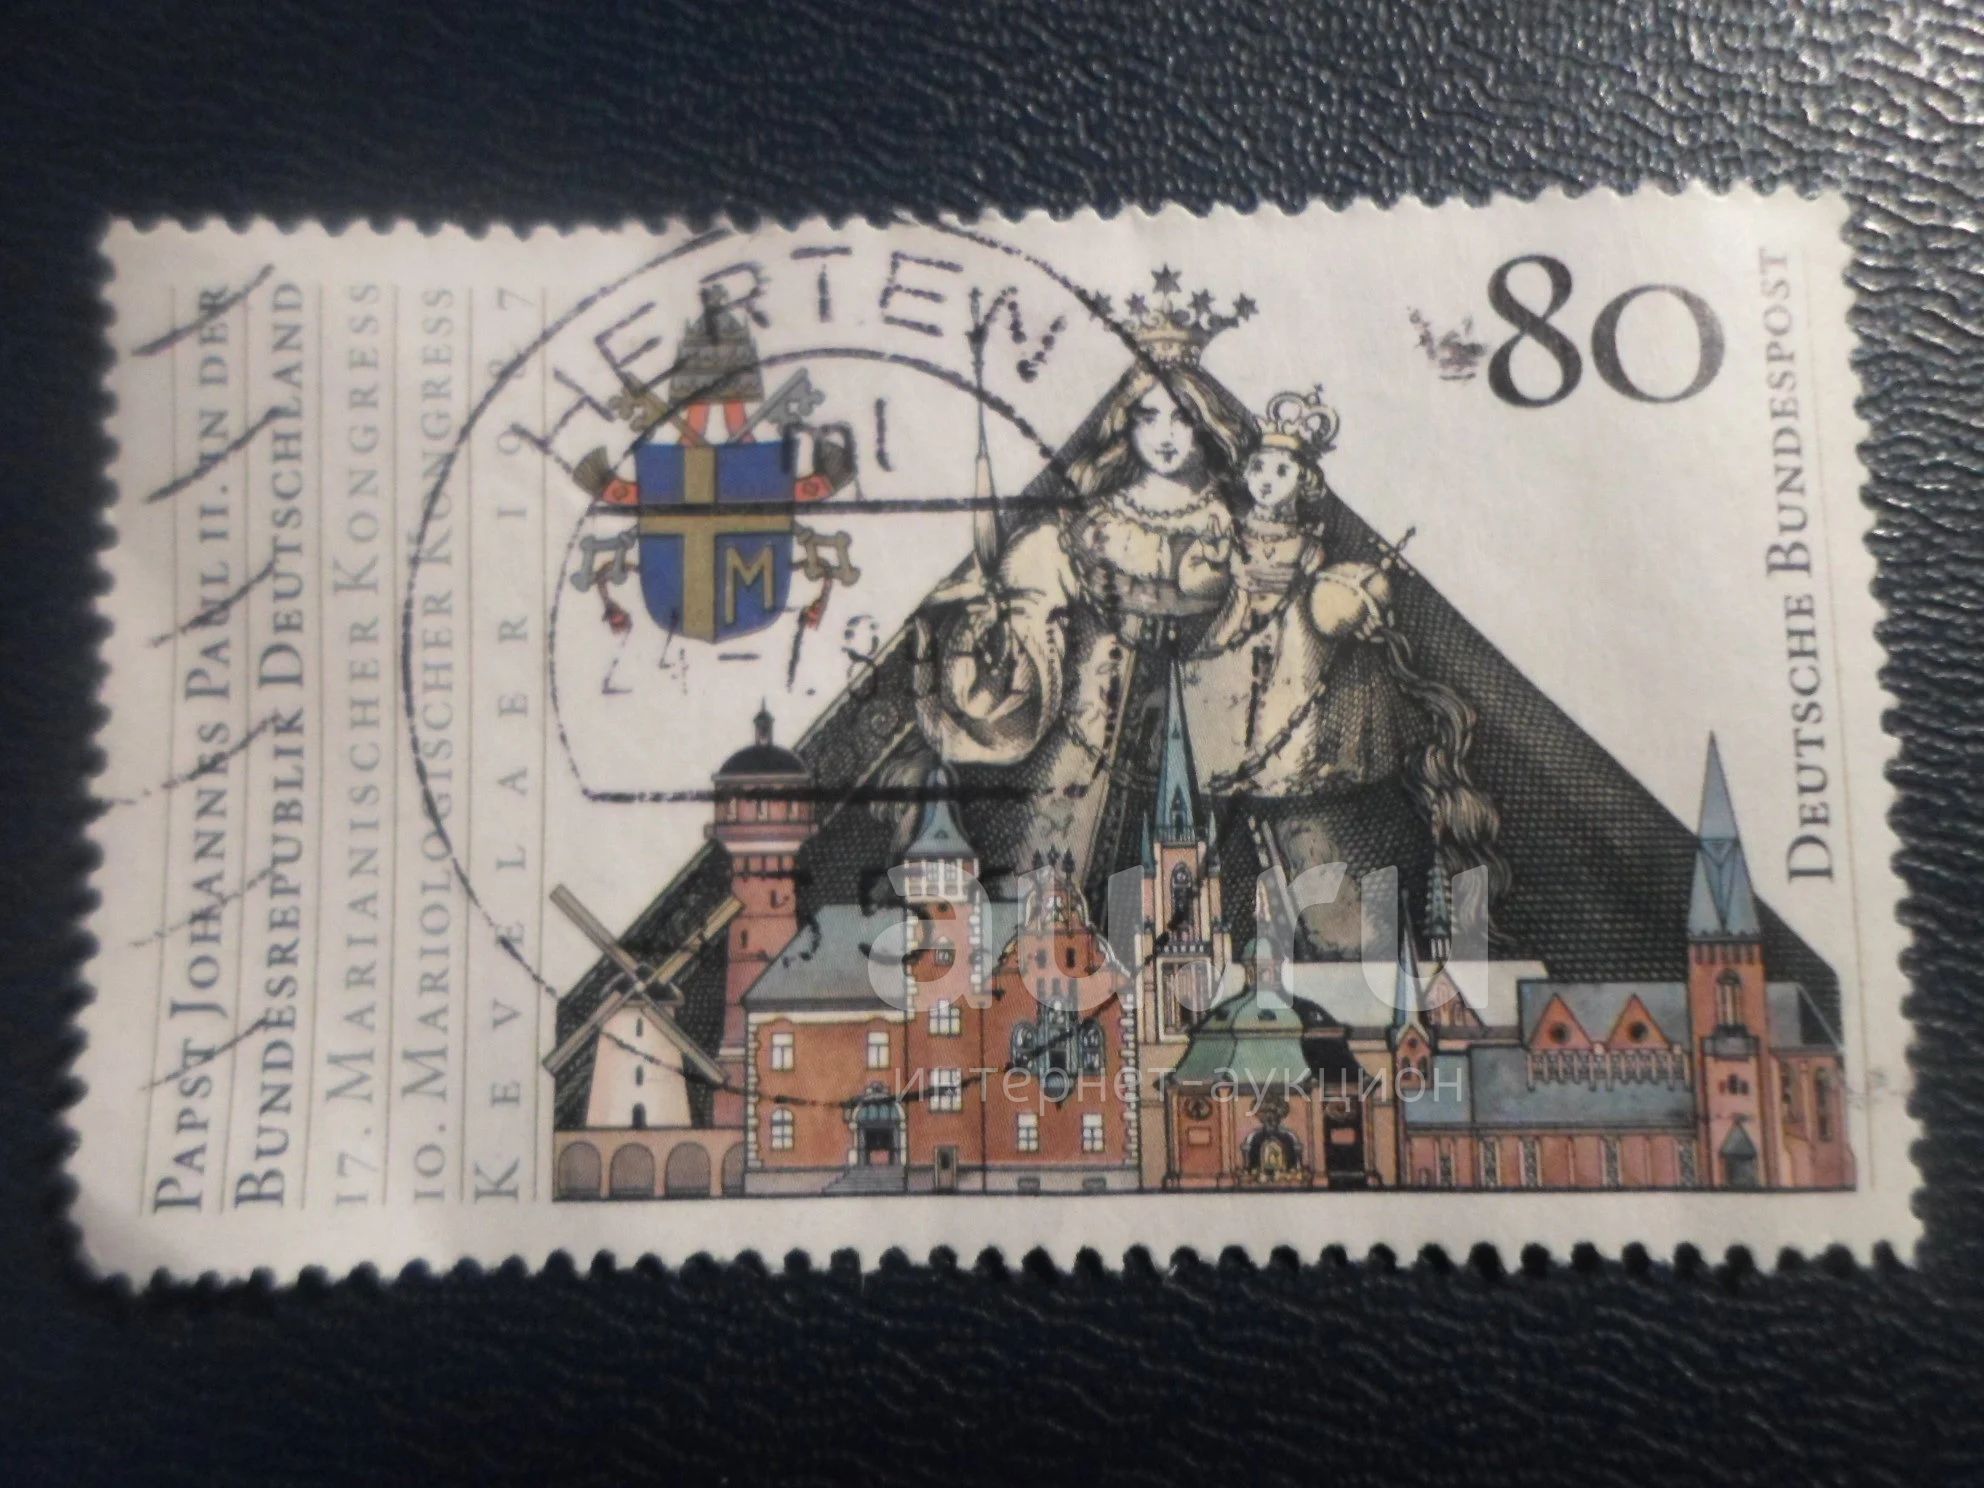 PAPST JOHANNES PAUL II. IN DER
BUNDESREPUBLIK DEUTSCHLAND
17. MARIANISCHER KONGRESS
10. MARIOLOGISCHER KONGRESS
KEVELAER 1987
HERTEN
M
80
DEUTSCHE BUNDESPOST
au.ru
интернет-аукцион